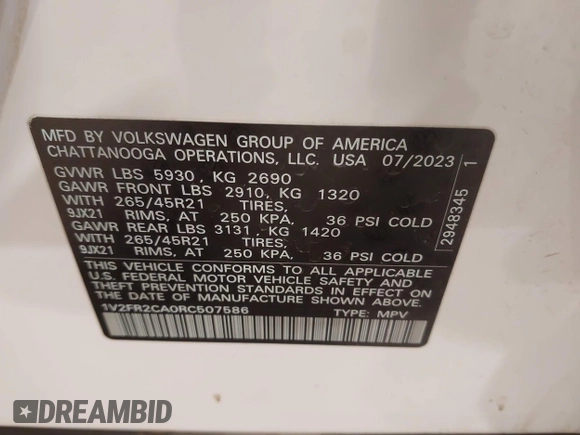 MFD BY VOLKSWAGEN GROUP OF AMERICA
CHATTANOOGA OPERATIONS, LLC. USA 07/2023
GVWR LBS 5930 , KG 2690
GAWR FRONT LBS 2910, KG 1320
WITH 265/45R21 TIRES,
9JX21 RIMS, AT 250 KPA, 36 PSI COLD
GAWR REAR LBS 3131, KG 1420
WITH 265/45R21 TIRES,
9JX21 RIMS, AT 250 KPA, 36 PSI COLD
THIS VEHICLE CONFORMS TO ALL APPLICABLE
U.S. FEDERAL MOTOR VEHICLE SAFETY AND
THEFT PREVENTION STANDARDS IN EFFECT ON
THE DATE OF MANUFACTURE SHOWN ABOVE.
1V2FR2CA0RC507586 TYPE: MPV
2948345 1
DREAMBID